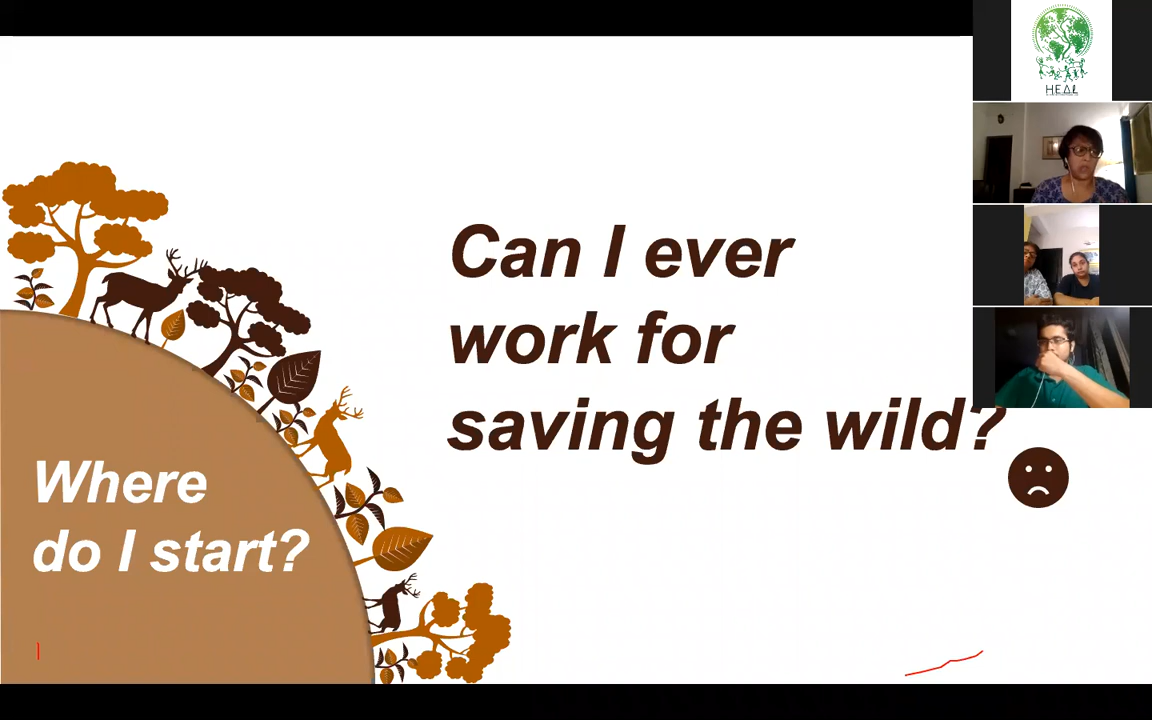 Can I ever
work for
saving the wild?
Where
do I start?
HEAL